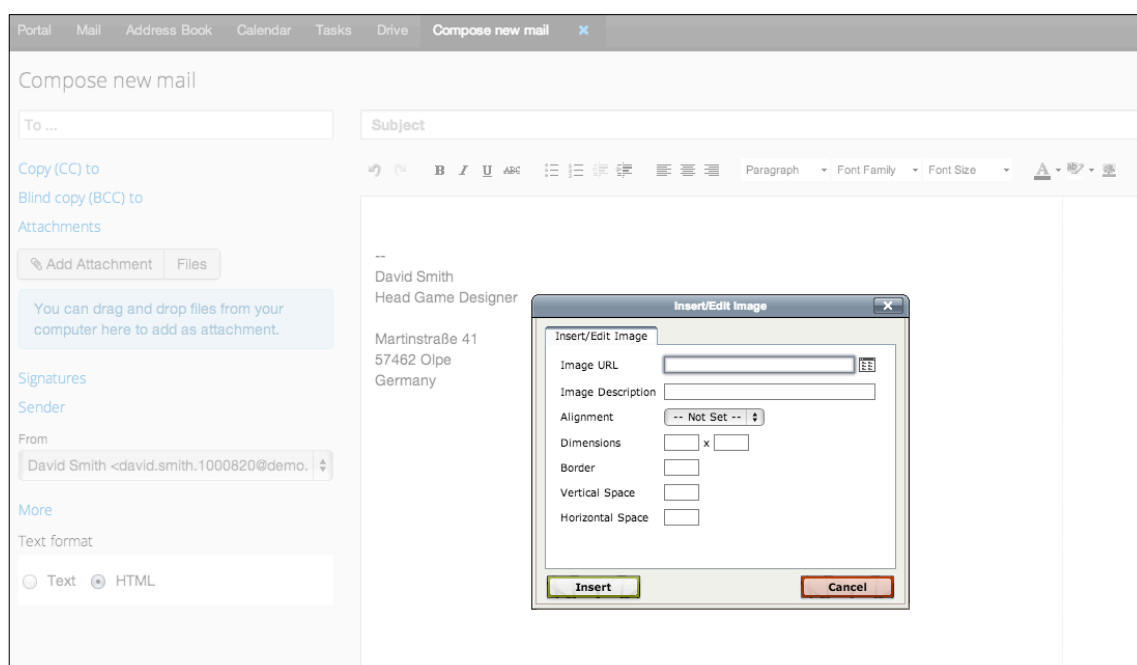 Portal Mail Address Book Calendar Tasks Drive Compose new mail ×
Compose new mail
To ...
Subject
Copy (CC) to
Blind copy (BCC) to
Attachments
Add Attachment Files
You can drag and drop files from your
computer here to add as attachment.
Signatures
Sender
From
David Smith <david.smith.1000820@demo.
More
Text format
Text HTML
B I U ABC Paragraph Font Family Font Size A
--
David Smith
Head Game Designer
Martinstraße 41
57462 Olpe
Germany
Insert/Edit Image
Insert/Edit Image
Image URL
Image Description
Alignment -- Not Set --
Dimensions x
Border
Vertical Space
Horizontal Space
Insert Cancel